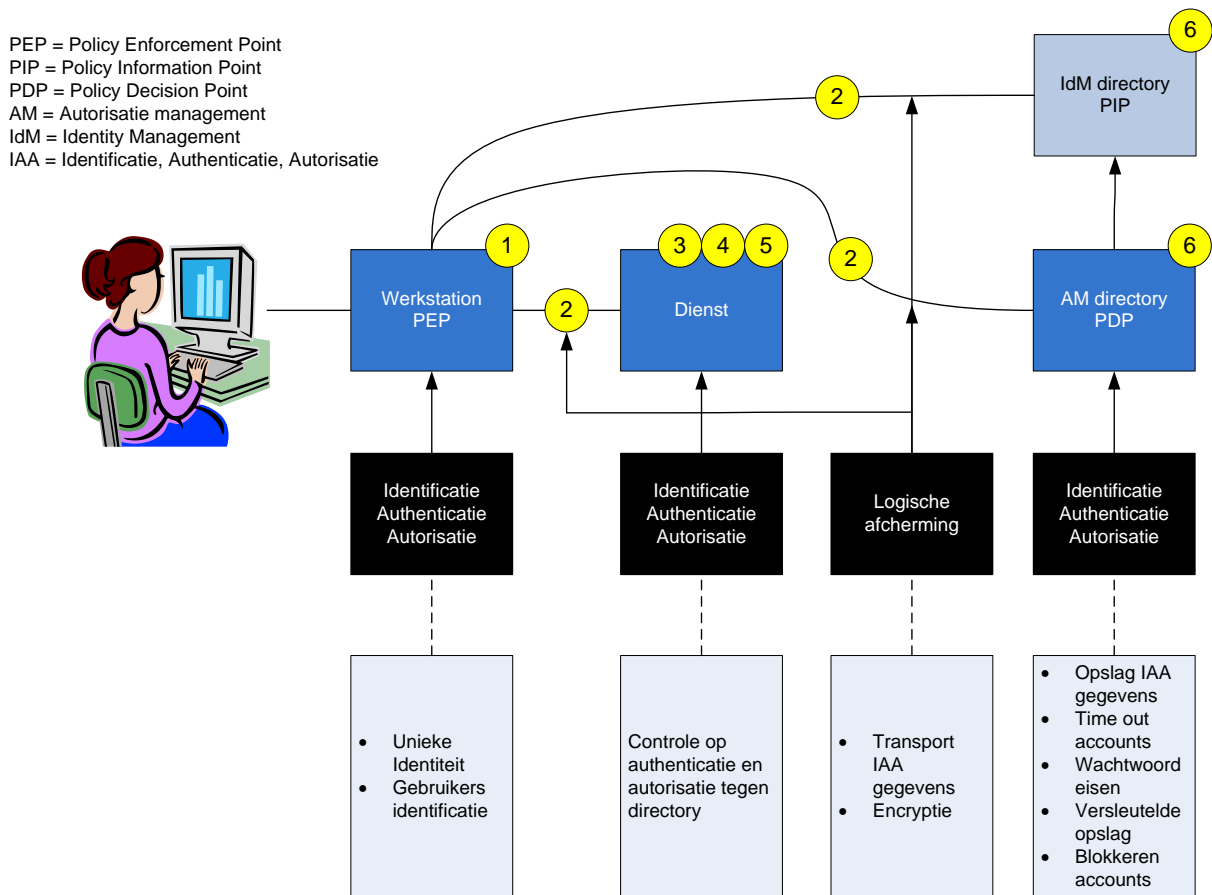 PEP = Policy Enforcement Point
PIP = Policy Information Point
PDP = Policy Decision Point
AM = Autorisatie management
IdM = Identity Management
IAA = Identificatie, Authenticatie, Autorisatie
6
IdM directory
PIP
2
1
Werkstation
PEP
2
3
4
5
Dienst
2
6
AM directory
PDP
Identificatie
Authenticatie
Autorisatie
Identificatie
Authenticatie
Autorisatie
Logische
afcherming
Identificatie
Authenticatie
Autorisatie
• Unieke
Identiteit
• Gebruikers
identificatie
Controle op
authenticatie en
autorisatie tegen
directory
• Transport
IAA
gegevens
• Encryptie
• Opslag IAA
gegevens
• Time out
accounts
• Wachtwoord
eisen
• Versleutelde
opslag
• Blokkeren
accounts